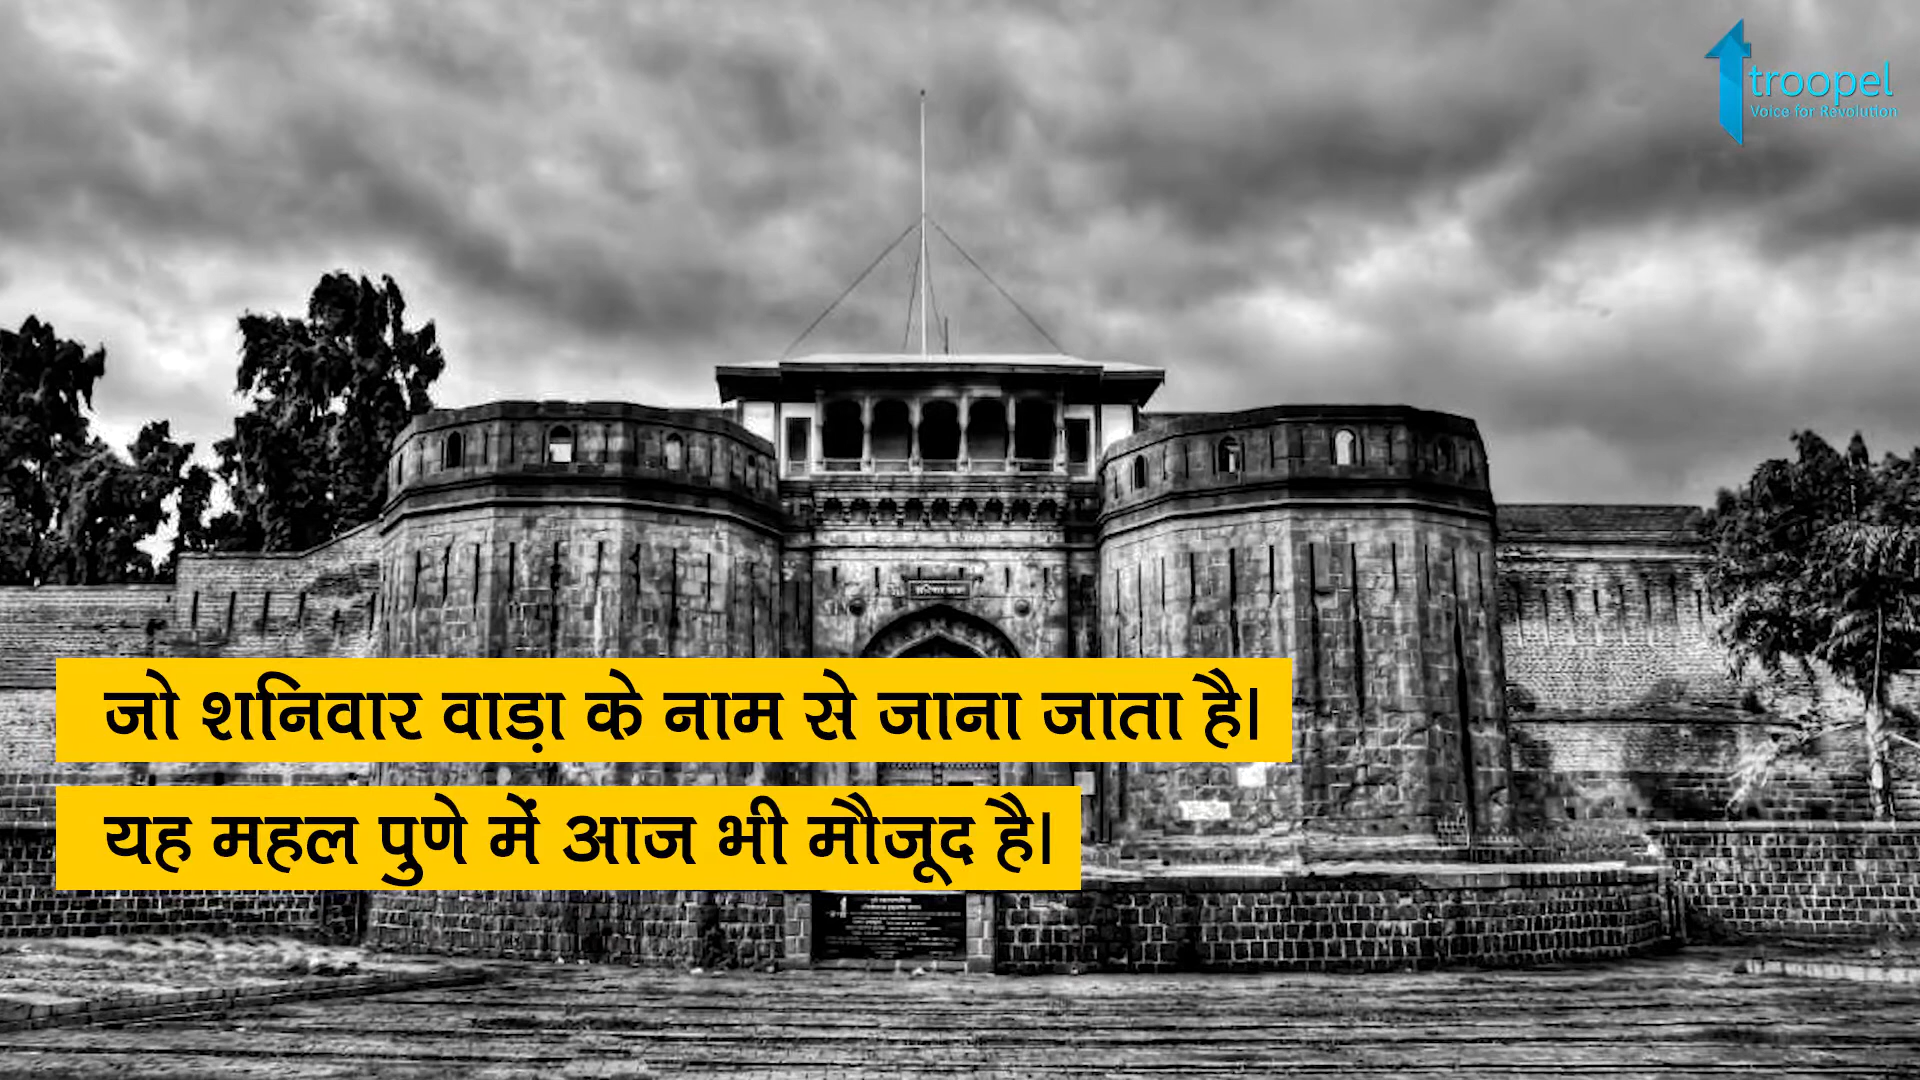 troopel
Voice for Revolution
जो शनिवार वाड़ा के नाम से जाना जाता है।
यह महल पुणे में आज भी मौजूद है।